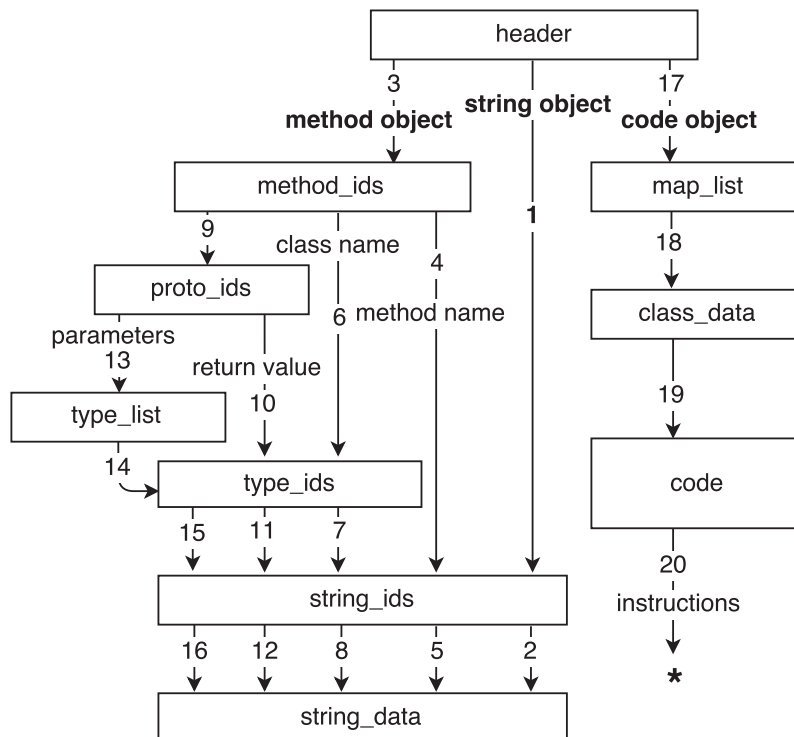 header
3
17
string object
method object
code object
method_ids
map_list
1
9
class name
4
18
proto_ids
class_data
6
method name
parameters
13
return value
19
10
type_list
14
type_ids
code
15
11
7
20
string_ids
instructions
16
12
8
5
2
*
string_data